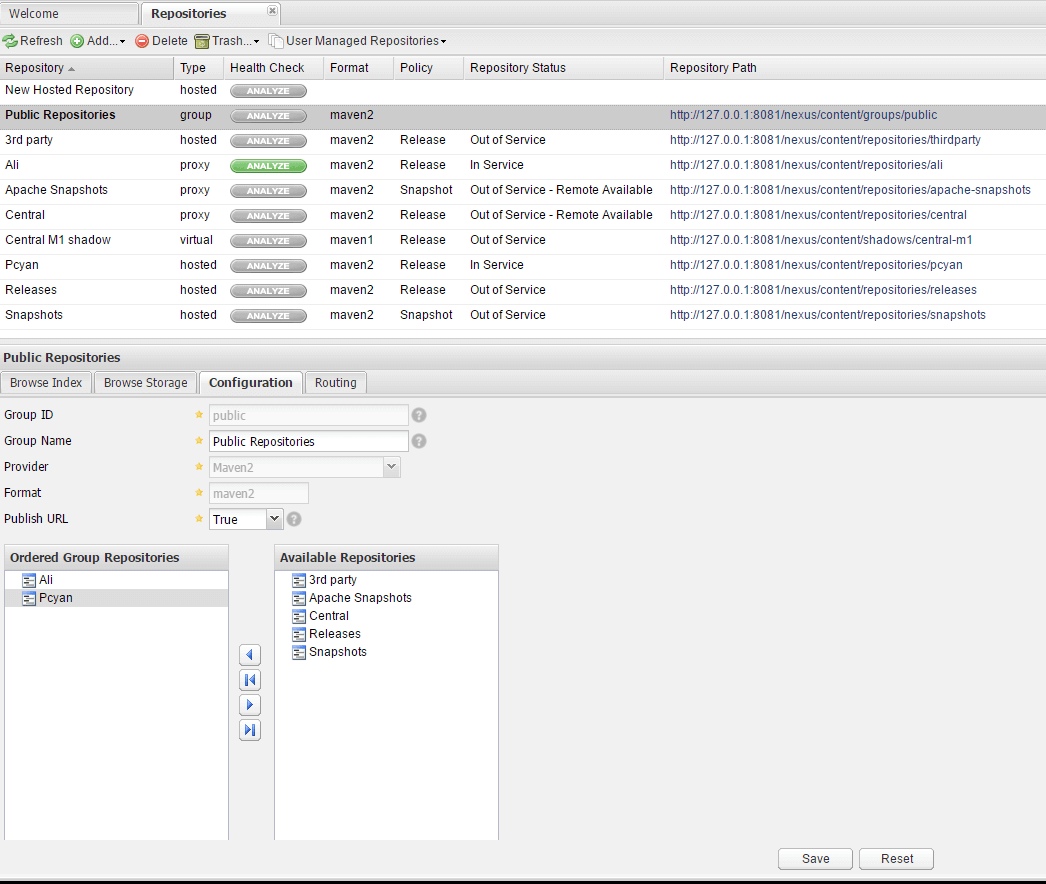 Welcome Repositories
Refresh Add... Delete Trash... User Managed Repositories
Repository Type Health Check Format Policy Repository Status Repository Path
New Hosted Repository hosted ANALYZE
Public Repositories group ANALYZE maven2 http://127.0.0.1:8081/nexus/content/groups/public
3rd party hosted ANALYZE maven2 Release Out of Service http://127.0.0.1:8081/nexus/content/repositories/thirdparty
Ali proxy ANALYZE maven2 Release In Service http://127.0.0.1:8081/nexus/content/repositories/ali
Apache Snapshots proxy ANALYZE maven2 Snapshot Out of Service - Remote Available http://127.0.0.1:8081/nexus/content/repositories/apache-snapshots
Central proxy ANALYZE maven2 Release Out of Service - Remote Available http://127.0.0.1:8081/nexus/content/repositories/central
Central M1 shadow virtual ANALYZE maven1 Release Out of Service http://127.0.0.1:8081/nexus/content/shadows/central-m1
Pcyan hosted ANALYZE maven2 Release In Service http://127.0.0.1:8081/nexus/content/repositories/pcyan
Releases hosted ANALYZE maven2 Release Out of Service http://127.0.0.1:8081/nexus/content/repositories/releases
Snapshots hosted ANALYZE maven2 Snapshot Out of Service http://127.0.0.1:8081/nexus/content/repositories/snapshots
Public Repositories
Browse Index Browse Storage Configuration Routing
Group ID public ?
Group Name Public Repositories ?
Provider Maven2
Format maven2
Publish URL True ?
Ordered Group Repositories
Ali
Pcyan
Available Repositories
3rd party
Apache Snapshots
Central
Releases
Snapshots
Save Reset